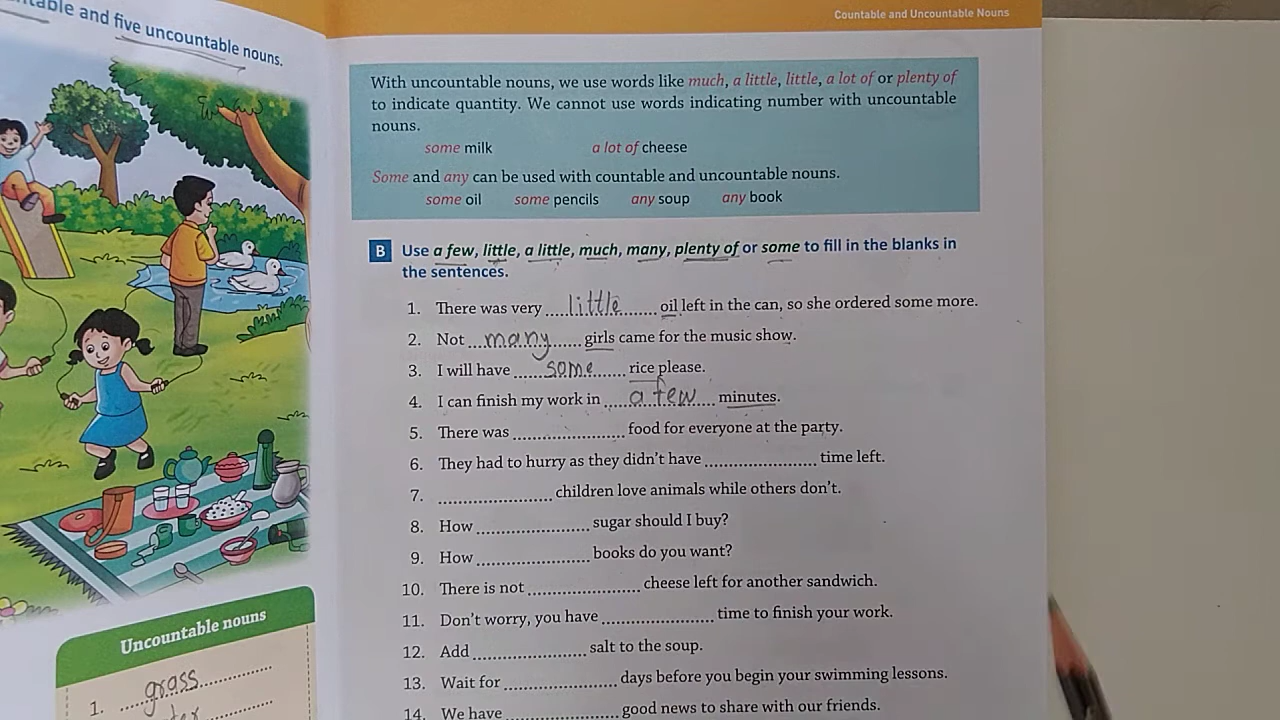 and five uncountable nouns.
Countable and Uncountable Nouns
With uncountable nouns, we use words like much, a little, little, a lot of or plenty of
to indicate quantity. We cannot use words indicating number with uncountable
nouns.
some milk a lot of cheese
Some and any can be used with countable and uncountable nouns.
some oil some pencils any soup any book
B Use a few, little, a little, much, many, plenty of or some to fill in the blanks in
the sentences.
1. There was very little oil left in the can, so she ordered some more.
2. Not many girls came for the music show.
3. I will have some rice please.
4. I can finish my work in a few minutes.
5. There was .................... food for everyone at the party.
6. They had to hurry as they didn't have .................... time left.
7. .................... children love animals while others don't.
8. How .................... sugar should I buy?
9. How .................... books do you want?
10. There is not .................... cheese left for another sandwich.
11. Don't worry, you have .................... time to finish your work.
12. Add .................... salt to the soup.
13. Wait for .................... days before you begin your swimming lessons.
14. We have .................... good news to share with our friends.
Uncountable nouns
1. grass